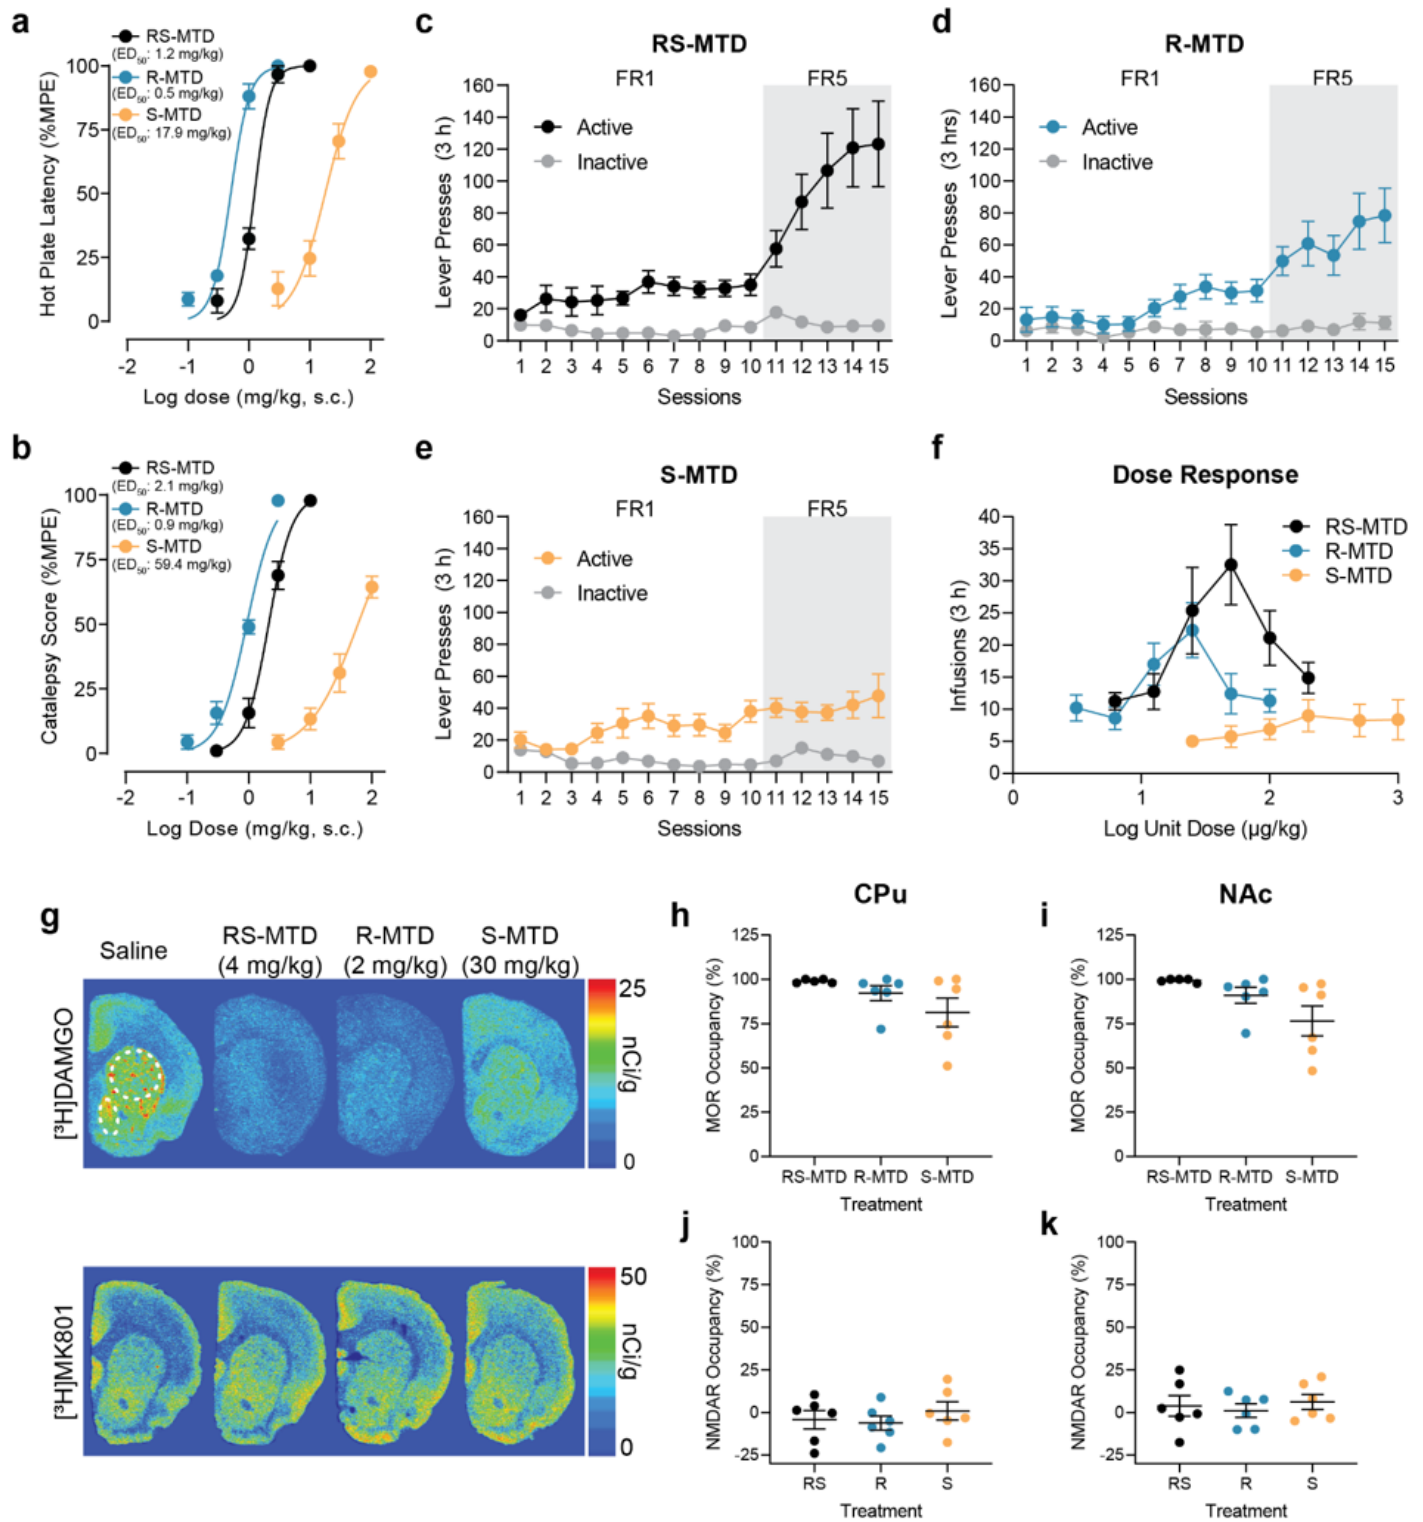 a
RS-MTD
(ED50: 1.2 mg/kg)
R-MTD
(ED50: 0.5 mg/kg)
S-MTD
(ED50: 17.9 mg/kg)
Hot Plate Latency (%MPE)
100
75
50
25
0
-2 -1 0 1 2
Log dose (mg/kg, s.c.)
c
RS-MTD
FR1 FR5
Active
Inactive
Lever Presses (3 h)
160
140
120
100
80
60
40
20
0
1 2 3 4 5 6 7 8 9 10 11 12 13 14 15
Sessions
d
R-MTD
FR1 FR5
Active
Inactive
Lever Presses (3 hrs)
160
140
120
100
80
60
40
20
0
1 2 3 4 5 6 7 8 9 10 11 12 13 14 15
Sessions
b
RS-MTD
(ED50: 2.1 mg/kg)
R-MTD
(ED50: 0.9 mg/kg)
S-MTD
(ED50: 59.4 mg/kg)
Catalepsy Score (%MPE)
100
75
50
25
0
-2 -1 0 1 2
Log Dose (mg/kg, s.c.)
e
S-MTD
FR1 FR5
Active
Inactive
Lever Presses (3 h)
160
140
120
100
80
60
40
20
0
1 2 3 4 5 6 7 8 9 10 11 12 13 14 15
Sessions
f
Dose Response
RS-MTD
R-MTD
S-MTD
Infusions (3 h)
40
35
30
25
20
15
10
5
0
0 1 2 3
Log Unit Dose (µg/kg)
g
Saline
RS-MTD
(4 mg/kg)
R-MTD
(2 mg/kg)
S-MTD
(30 mg/kg)
[³H]DAMGO
25
nCi/g
0
[³H]MK801
50
nCi/g
0
h
CPu
MOR Occupancy (%)
125
100
75
50
25
0
RS-MTD R-MTD S-MTD
Treatment
i
NAc
MOR Occupancy (%)
125
100
75
50
25
0
RS-MTD R-MTD S-MTD
Treatment
j
NMDAR Occupancy (%)
100
75
50
25
0
-25
RS R S
Treatment
k
NMDAR Occupancy (%)
100
75
50
25
0
-25
RS R S
Treatment